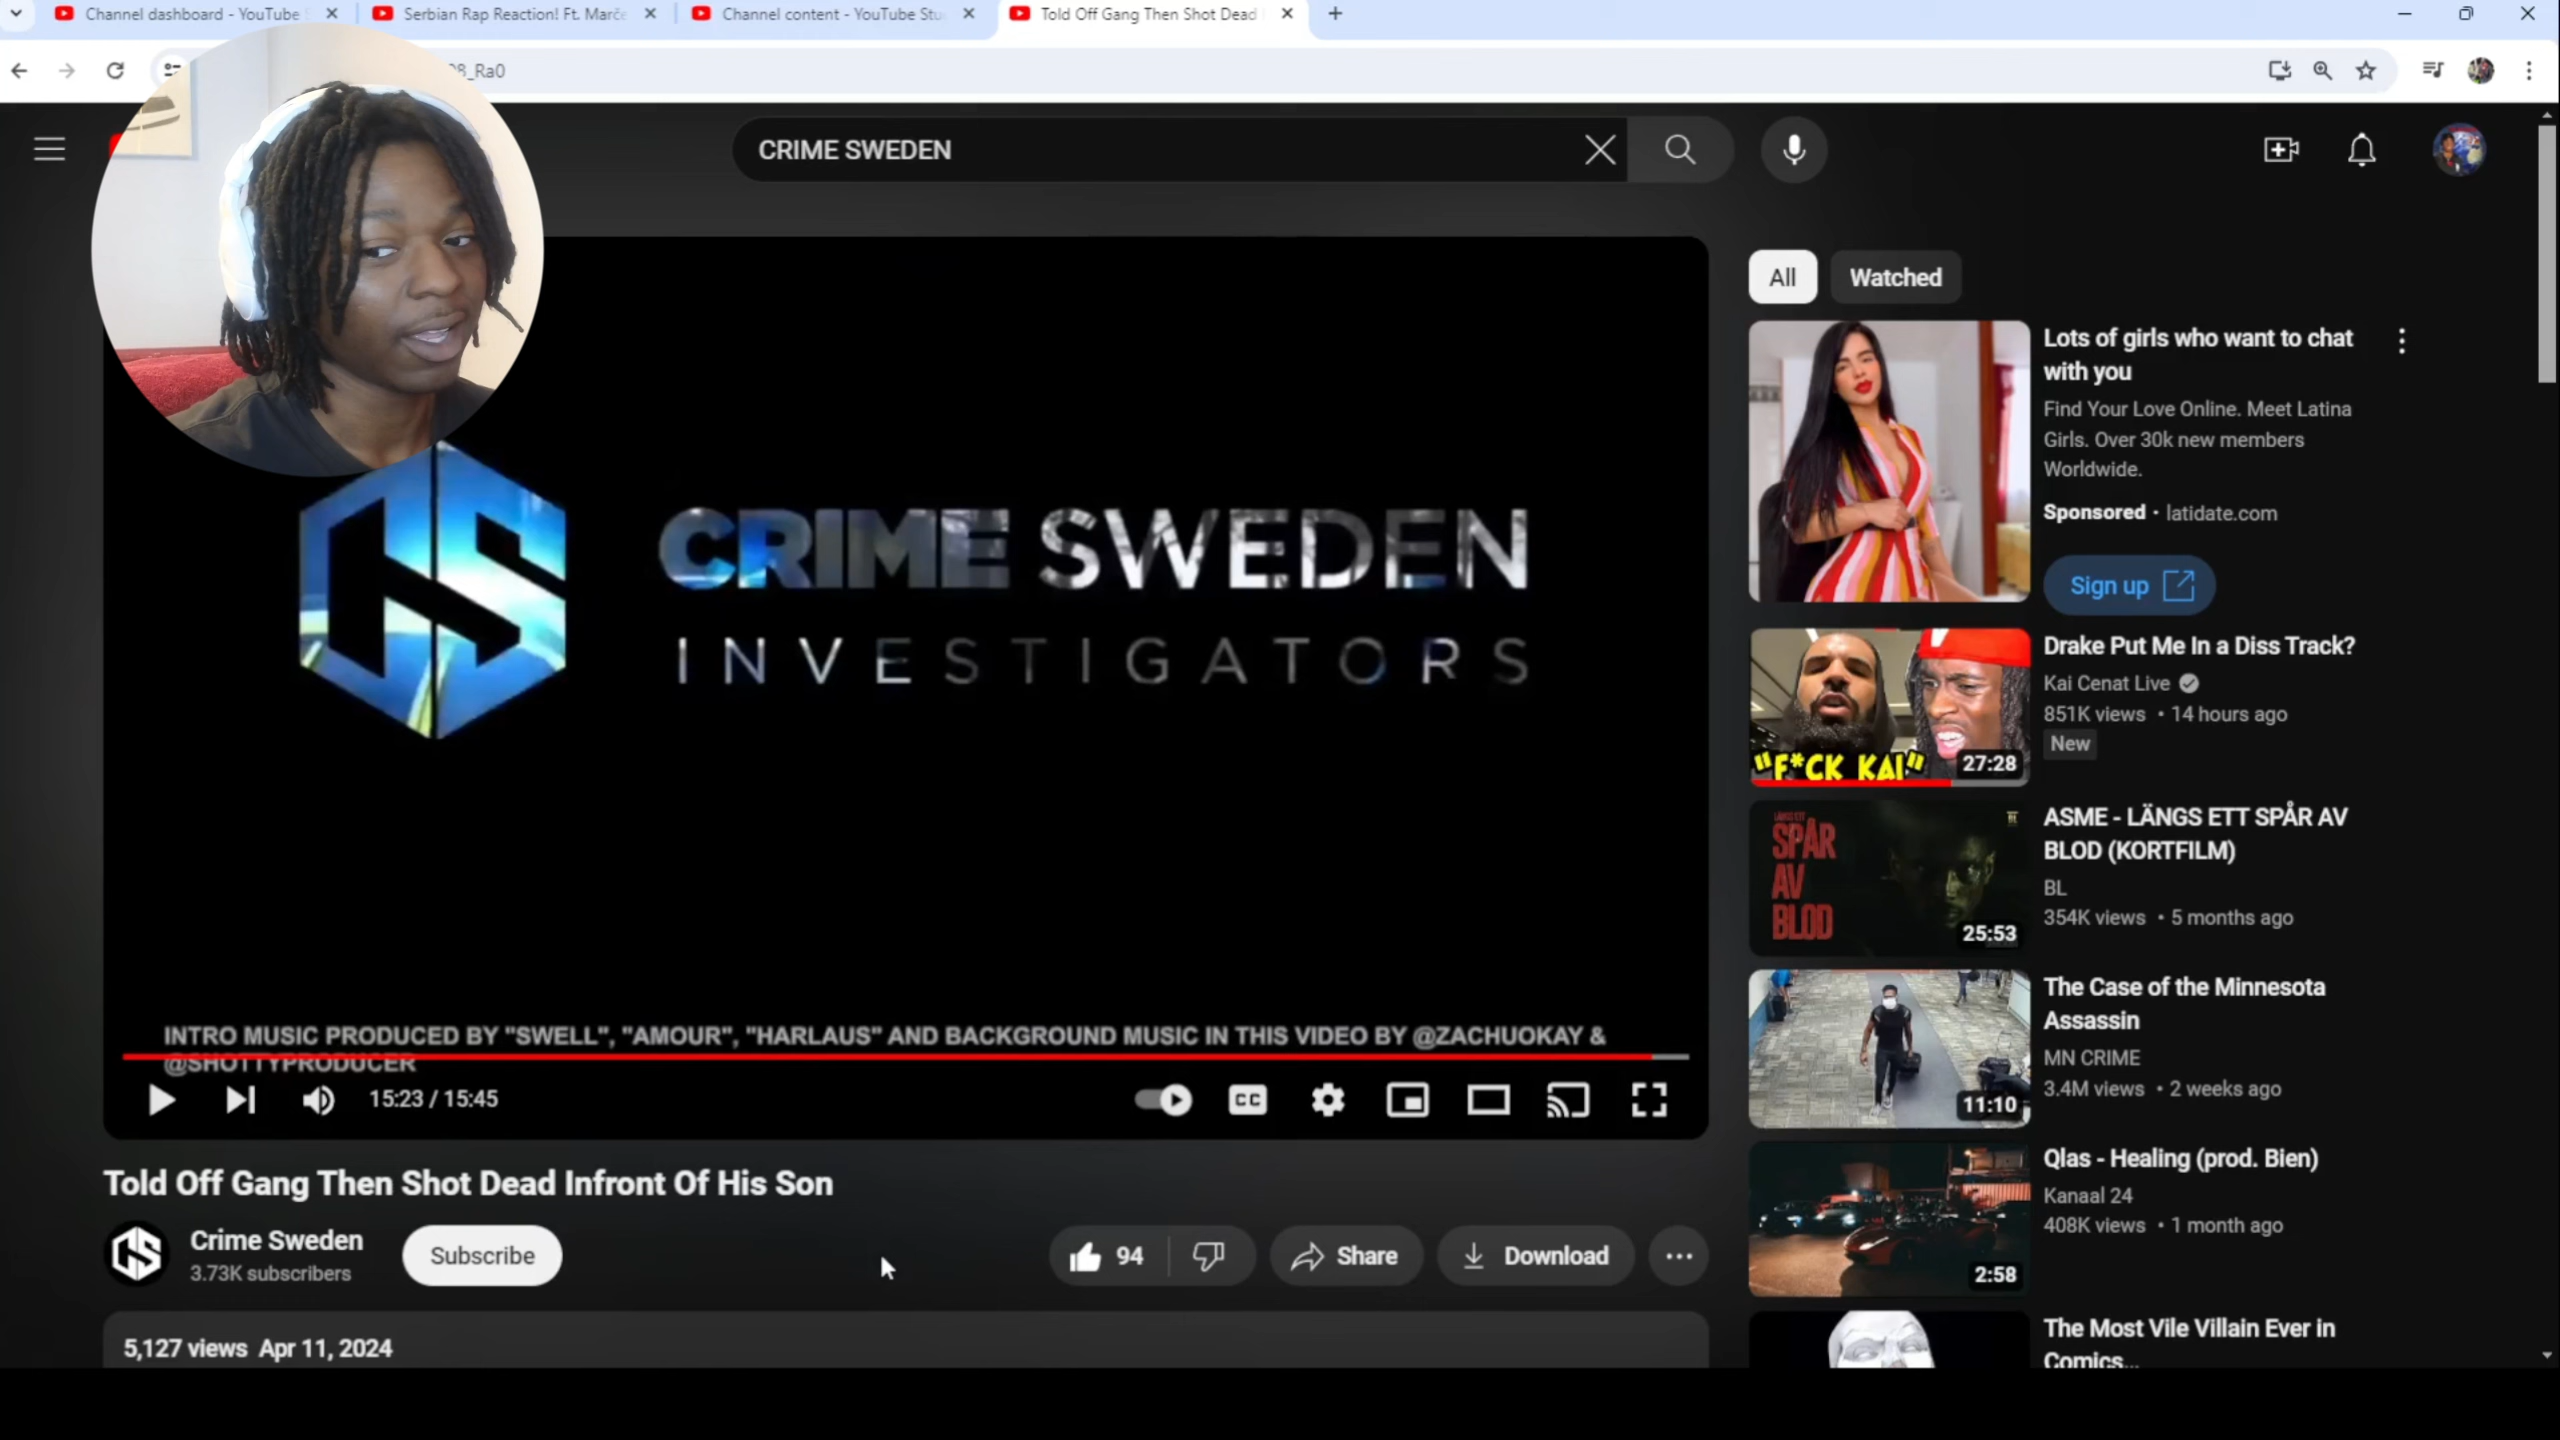 Channel dashboard - YouTube S
Serbian Rap Reaction! Ft. Marče
Channel content - YouTube Stu
Told Off Gang Then Shot Dead
8_Ra0
CRIME SWEDEN
CS
CRIME SWEDEN
INVESTIGATORS
INTRO MUSIC PRODUCED BY "SWELL", "AMOUR", "HARLAUS" AND BACKGROUND MUSIC IN THIS VIDEO BY @ZACHUOKAY &
@SHOTTYPRODUCER
15:23 / 15:45
CC
Told Off Gang Then Shot Dead Infront Of His Son
Crime Sweden
3.73K subscribers
Subscribe
94
Share
Download
5,127 views Apr 11, 2024
All
Watched
Lots of girls who want to chat
with you
Find Your Love Online. Meet Latina
Girls. Over 30k new members
Worldwide.
Sponsored • latidate.com
Sign up
"F*CK KAI"
27:28
Drake Put Me In a Diss Track?
Kai Cenat Live
851K views • 14 hours ago
New
SPÅR
AV
BLOD
25:53
ASME - LÄNGS ETT SPÅR AV
BLOD (KORTFILM)
BL
354K views • 5 months ago
11:10
The Case of the Minnesota
Assassin
MN CRIME
3.4M views • 2 weeks ago
2:58
Qlas - Healing (prod. Bien)
Kanaal 24
408K views • 1 month ago
The Most Vile Villain Ever in
Comics...